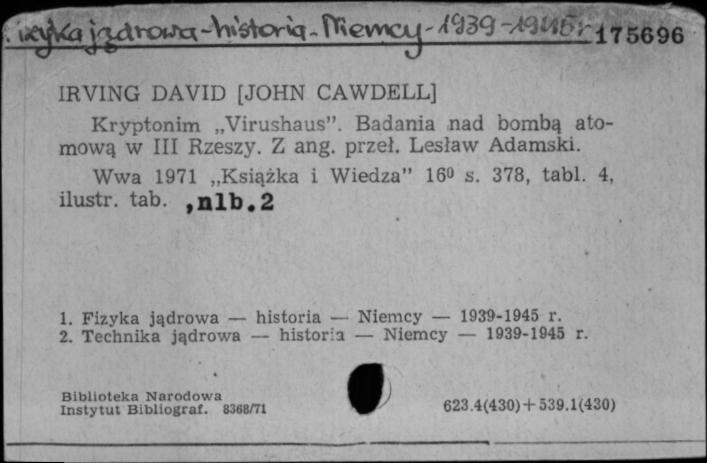 fizyka jądrowa - historia - Niemcy - 1939-1945 r. 175696
IRVING DAVID [JOHN CAWDELL]
Kryptonim „Virushaus”. Badania nad bombą ato-
mową w III Rzeszy. Z ang. przeł. Lesław Adamski.
Wwa 1971 „Książka i Wiedza” 16⁰ s. 378, tabl. 4,
ilustr. tab. ,nlb.2
1. Fizyka jądrowa — historia — Niemcy — 1939-1945 r.
2. Technika jądrowa — historia — Niemcy — 1939-1945 r.
Biblioteka Narodowa
Instytut Bibliograf. 8368/71 623.4(430)+539.1(430)